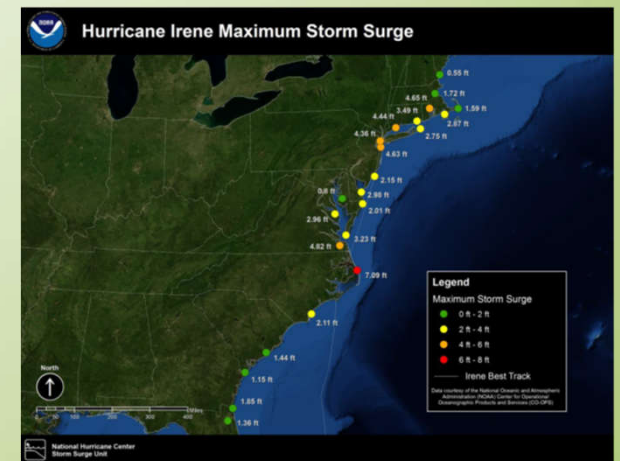 NOAA
Hurricane Irene Maximum Storm Surge
0.55 ft
1.72 ft
4.65 ft
3.49 ft
1.59 ft
4.44 ft
2.67 ft
2.75 ft
4.36 ft
4.63 ft
2.15 ft
0.8 ft
2.90 ft
2.01 ft
2.96 ft
3.23 ft
4.82 ft
7.09 ft
2.11 ft
1.44 ft
1.15 ft
1.85 ft
1.36 ft
Legend
Maximum Storm Surge
0 ft - 2 ft
2 ft - 4 ft
4 ft - 6 ft
6 ft - 8 ft
Irene Best Track
Data courtesy of the National Oceanic and Atmospheric
Administration (NOAA) Center for Operational
Oceanographic Products and Services (CO-OPS)
North
National Hurricane Center
Storm Surge Unit